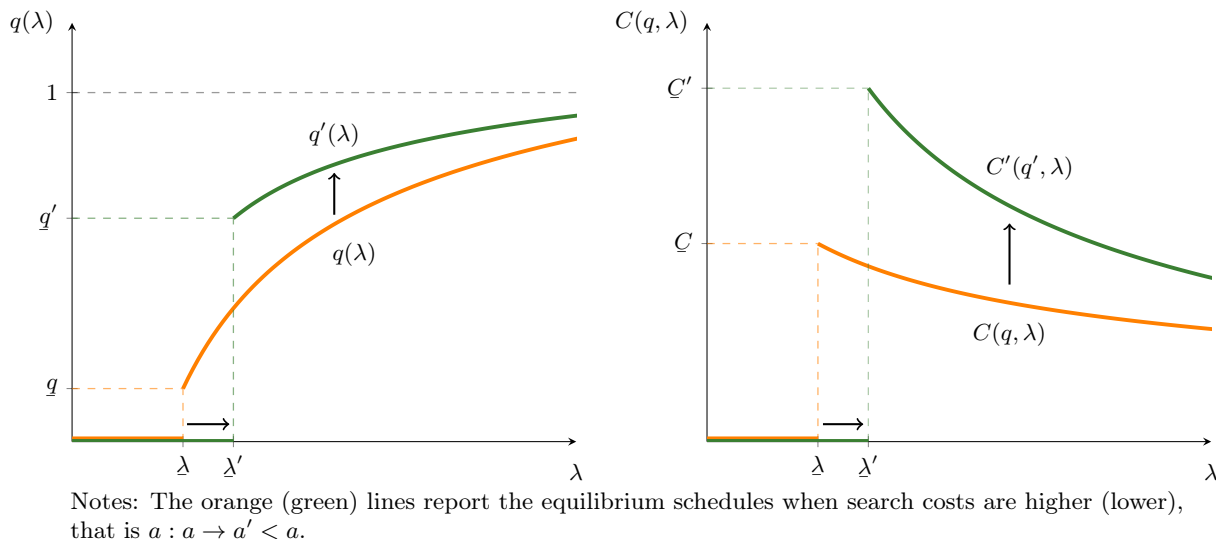 q(λ)
1
q̲′
q̲
q′(λ)
q(λ)
λ̲
λ̲′
λ
C(q, λ)
C̲′
C̲
C′(q′, λ)
C(q, λ)
λ̲
λ̲′
λ
Notes: The orange (green) lines report the equilibrium schedules when search costs are higher (lower),
that is a : a → a′ < a.